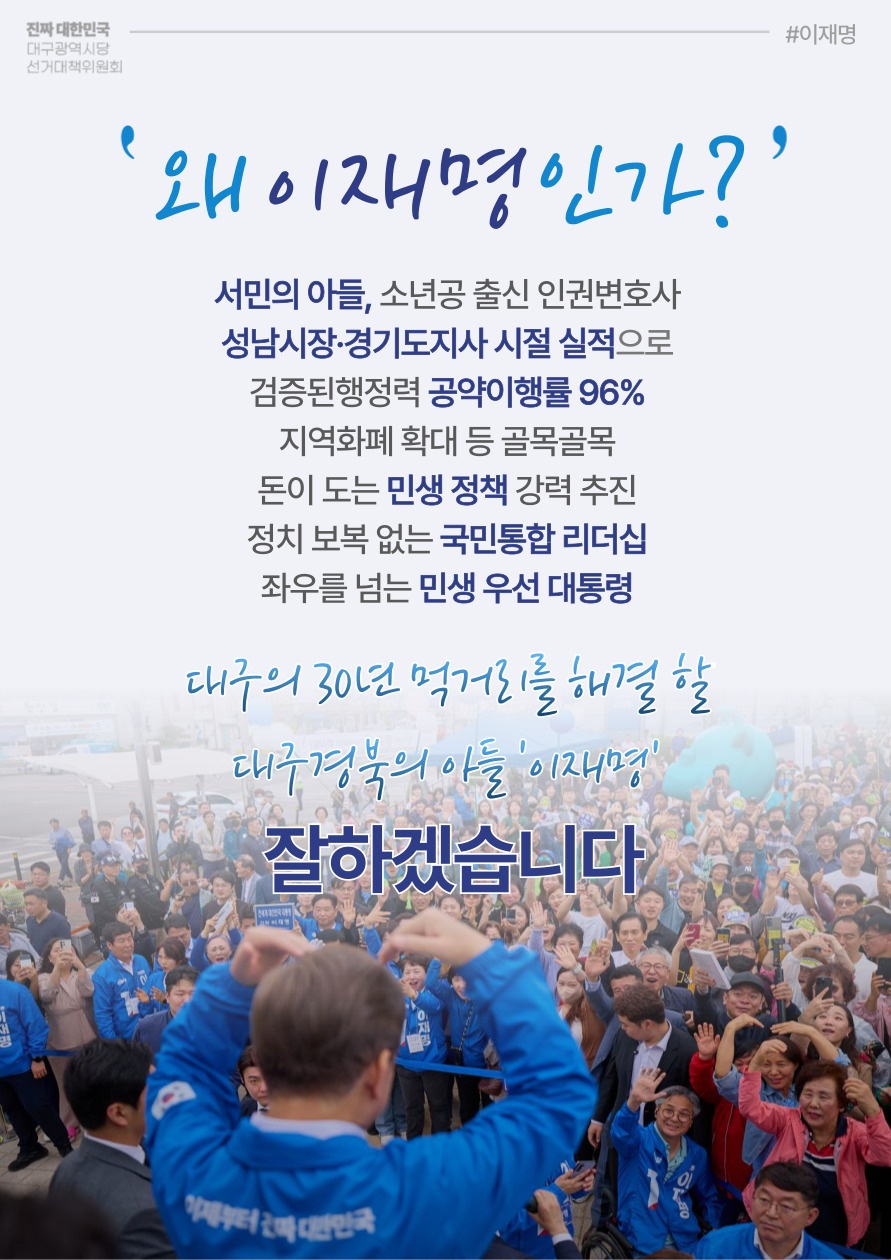 진짜 대한민국
대구광역시당
선거대책위원회
#이재명
‘왜 이재명인가?’
서민의 아들, 소년공 출신 인권변호사
성남시장·경기도지사 시절 실적으로
검증된행정력 공약이행률 96%
지역화폐 확대 등 골목골목
돈이 도는 민생 정책 강력 추진
정치 보복 없는 국민통합 리더십
좌우를 넘는 민생 우선 대통령
대구의 30년 먹거리를 해결 할
대구경북의 아들 '이재명'
잘하겠습니다
이재명
이재명
이재명
이제부터 진짜 대한민국